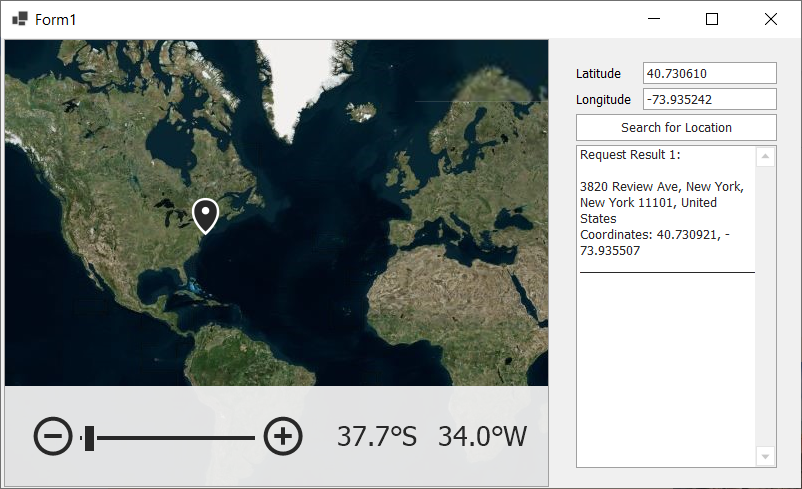 Form1
Latitude 40.730610
Longitude -73.935242
Search for Location
Request Result 1:
3820 Review Ave, New York,
New York 11101, United
States
Coordinates: 40.730921, -
73.935507
37.7°S 34.0°W